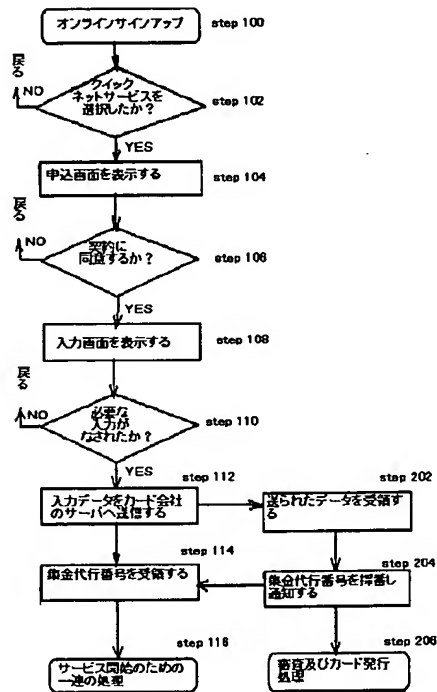 オンラインサインアップ
step 100
戻る
NO
クイック
ネットサービスを
選択したか？
step 102
YES
申込画面を表示する
step 104
戻る
NO
契約に
同意するか？
step 106
YES
入力画面を表示する
step 108
戻る
NO
必要な
入力が
なされたか？
step 110
YES
step 112
入力データをカード会社
のサーバへ送信する
step 202
送られたデータを受領す
る
step 114
集金代行番号を受領する
step 204
集金代行番号を採番し
通知する
step 116
サービス開始のための
一連の処理
step 206
審査及びカード発行
処理